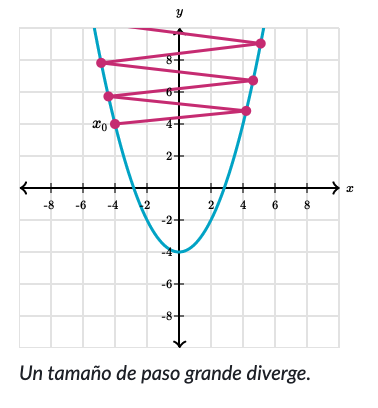 y
8
6
x₀
4
2
x
-8 -6 -4 -2 2 4 6 8
-2
-4
-6
-8
Un tamaño de paso grande diverge.